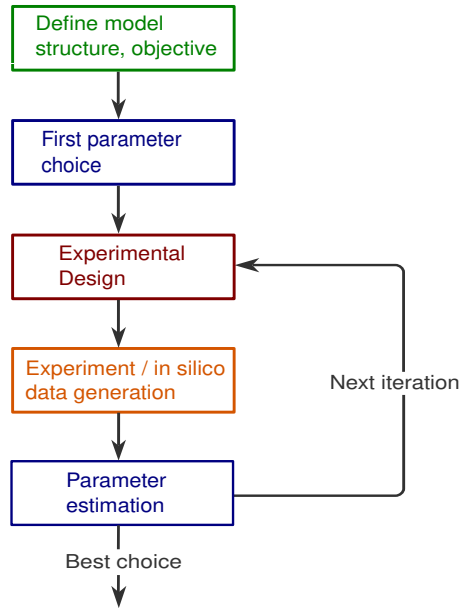 Define model
structure, objective
First parameter
choice
Experimental
Design
Experiment / in silico
data generation
Next iteration
Parameter
estimation
Best choice